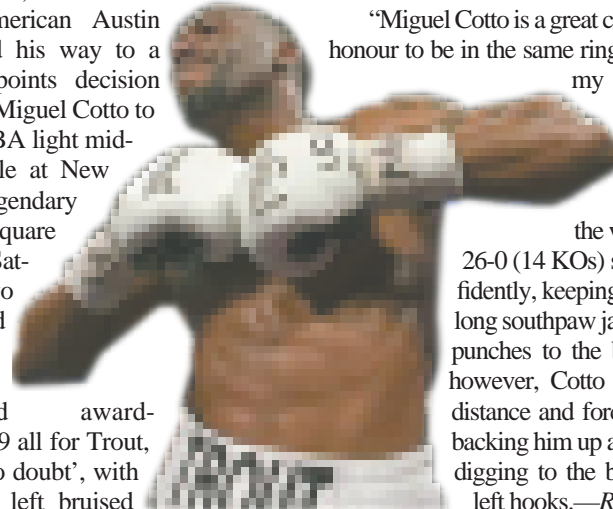 merican Austin
his way to a
points decision
Miguel Cotto to
BA light mid-
le at New
gendary
quare
Sat-
award-
9 all for Trout,
o doubt', with
left bruised
“Miguel Cotto is a great c
honour to be in the same ring
my
the
26-0 (14 KOs) s
fidently, keeping
long southpaw ja
punches to the
however, Cotto
distance and fore
backing him up a
digging to the b
left hooks.—R
TROUT